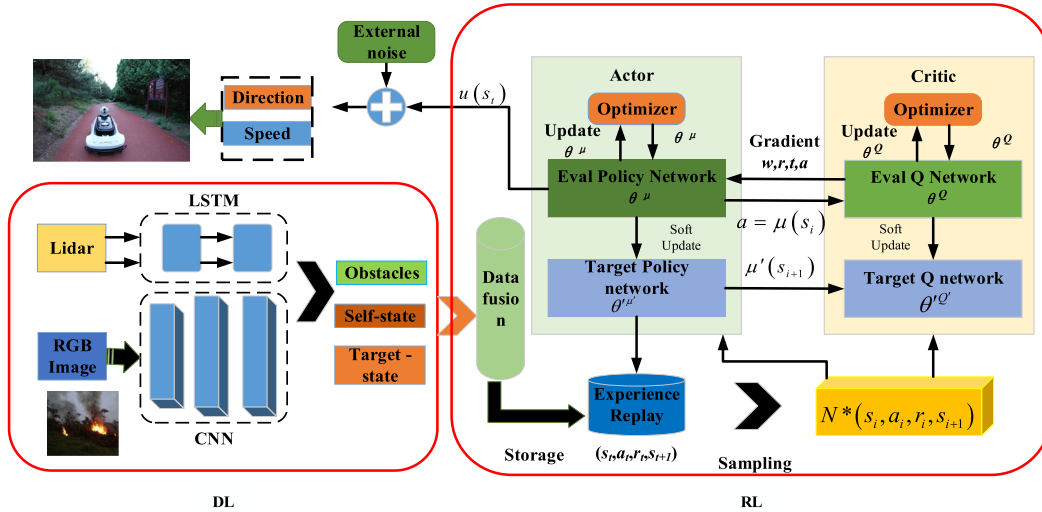 External
noise
Direction
Speed
u(s_t)
Actor
Optimizer
Update
θ^μ
θ^μ
Eval Policy Network
θ^μ
Gradient
w,r,t,a
a = μ(s_i)
Critic
Optimizer
Update
θ^Q
θ^Q
Eval Q Network
θ^Q
Soft
Update
Soft
Update
Target Policy
network
θ'^μ'
μ'(s_{i+1})
Target Q network
θ'^Q'
LSTM
Lidar
RGB
Image
CNN
Obstacles
Self-state
Target -
state
Data
fusio
n
Experience
Replay
(s_t,a_t,r_t,s_{t+1})
N*(s_i,a_i,r_i,s_{i+1})
Storage
Sampling
DL
RL